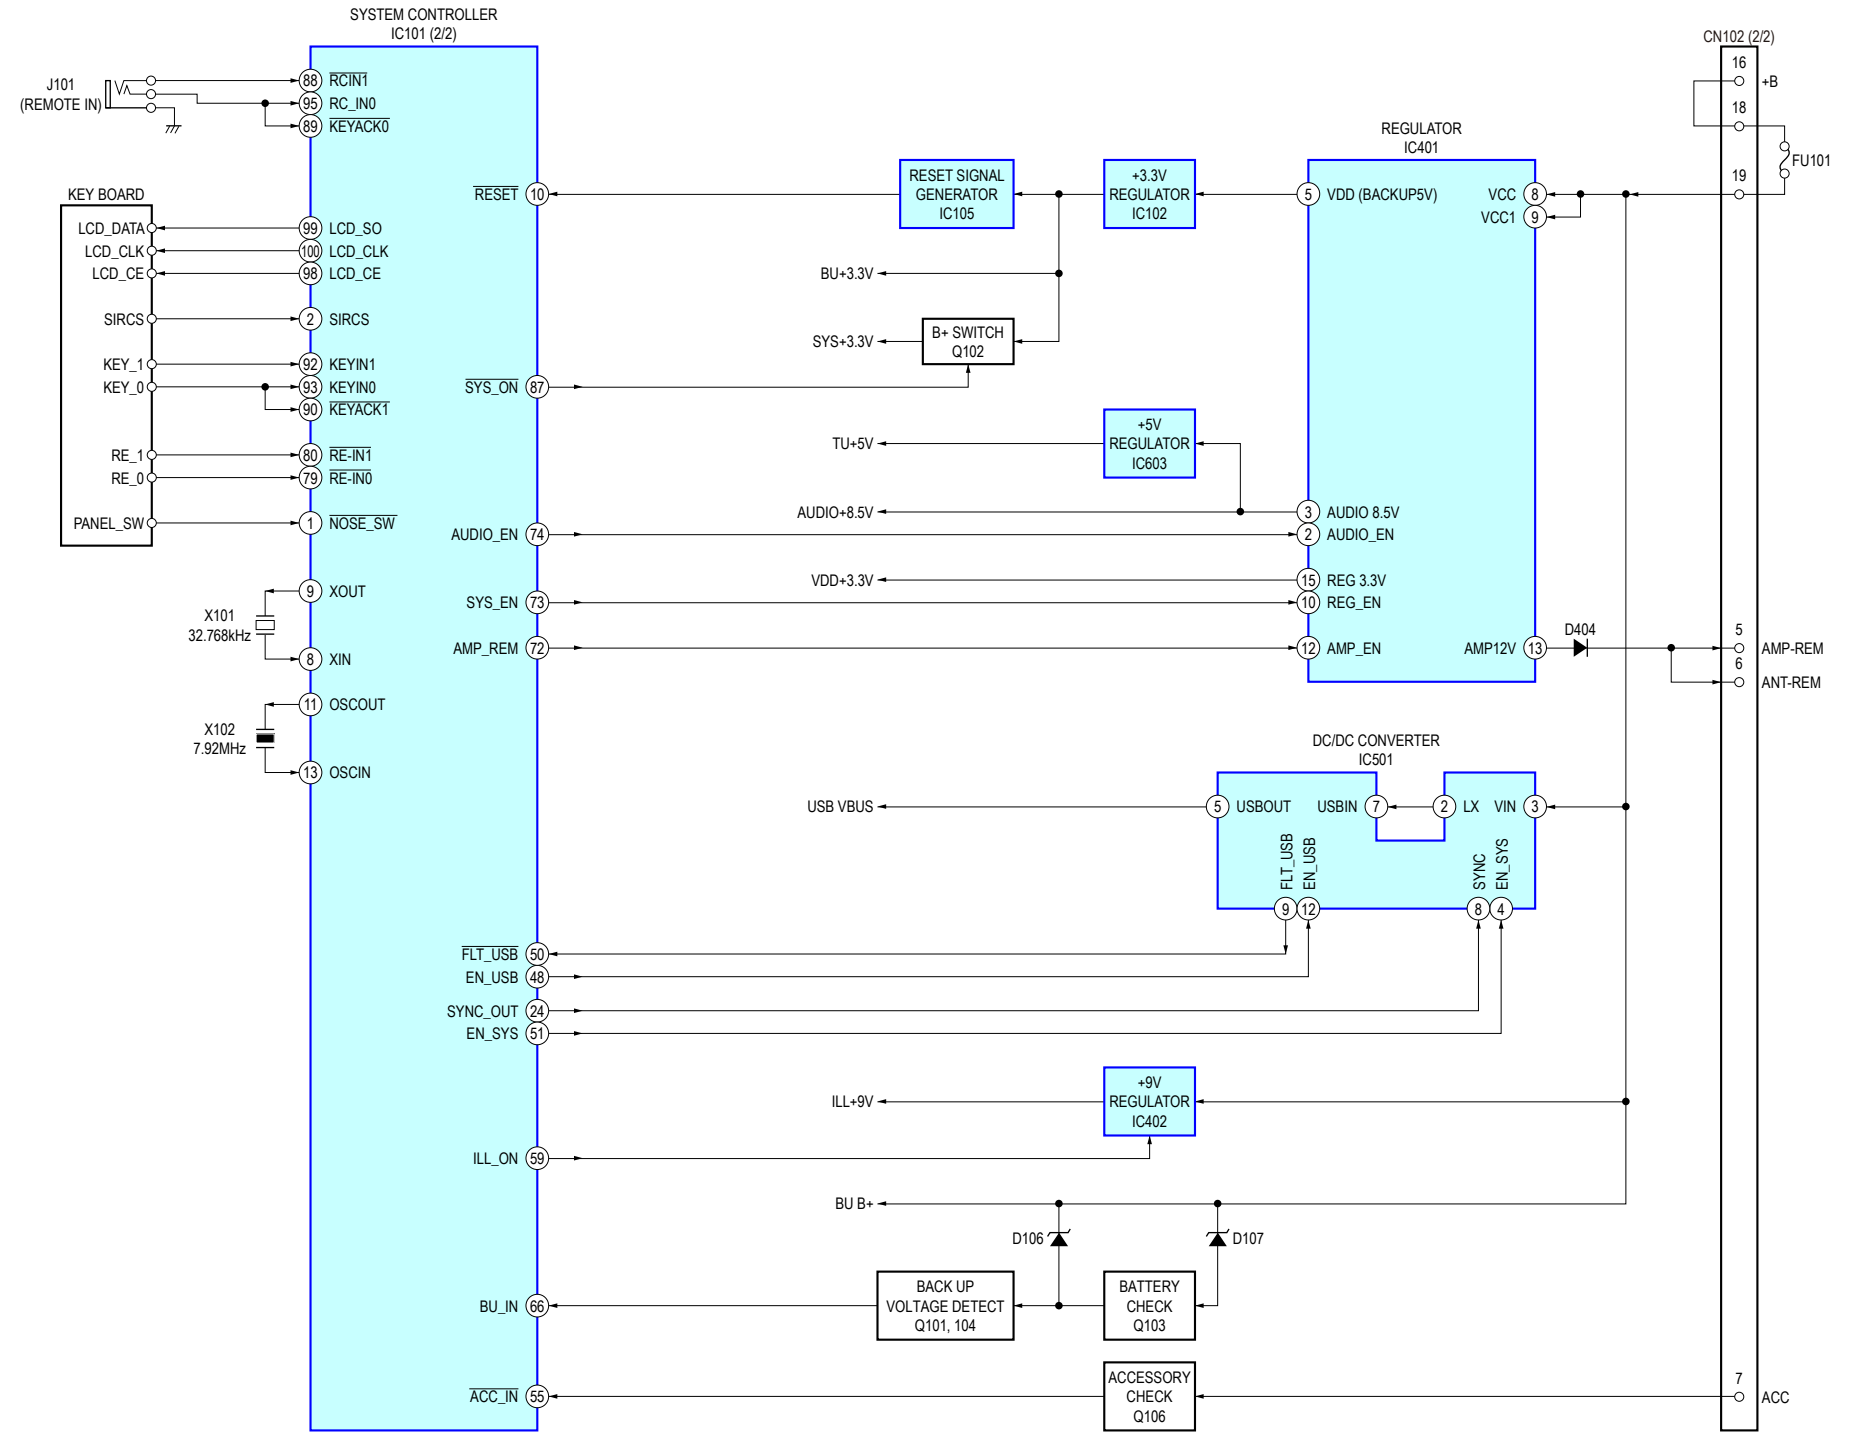 SYSTEM CONTROLLER
IC101 (2/2)
J101
(REMOTE IN)
88 RCIN1
95 RC_IN0
89 KEYACK0
KEY BOARD
LCD_DATA
LCD_CLK
LCD_CE
SIRCS
KEY_1
KEY_0
RE_1
RE_0
PANEL_SW
99 LCD_SO
100 LCD_CLK
98 LCD_CE
2 SIRCS
92 KEYIN1
93 KEYIN0
90 KEYACK1
80 RE-IN1
79 RE-IN0
1 NOSE_SW
9 XOUT
X101
32.768kHz
8 XIN
11 OSCOUT
X102
7.92MHz
13 OSCIN
RESET 10
SYS_ON 87
AUDIO_EN 74
SYS_EN 73
AMP_REM 72
FLT_USB 50
EN_USB 48
SYNC_OUT 24
EN_SYS 51
ILL_ON 59
BU_IN 66
ACC_IN 55
RESET SIGNAL
GENERATOR
IC105
+3.3V
REGULATOR
IC102
BU+3.3V
SYS+3.3V
B+ SWITCH
Q102
TU+5V
+5V
REGULATOR
IC603
AUDIO+8.5V
VDD+3.3V
REGULATOR
IC401
5 VDD (BACKUP5V)
VCC 8
VCC1 9
3 AUDIO 8.5V
2 AUDIO_EN
15 REG 3.3V
10 REG_EN
12 AMP_EN
AMP12V 13
D404
DC/DC CONVERTER
IC501
USB VBUS
5 USBOUT
USBIN 7
2 LX
VIN 3
FLT_USB
EN_USB
SYNC
EN_SYS
9
12
8
4
ILL+9V
+9V
REGULATOR
IC402
BU B+
D106
D107
BACK UP
VOLTAGE DETECT
Q101, 104
BATTERY
CHECK
Q103
ACCESSORY
CHECK
Q106
CN102 (2/2)
16
+B
18
FU101
19
5
AMP-REM
6
ANT-REM
7
ACC